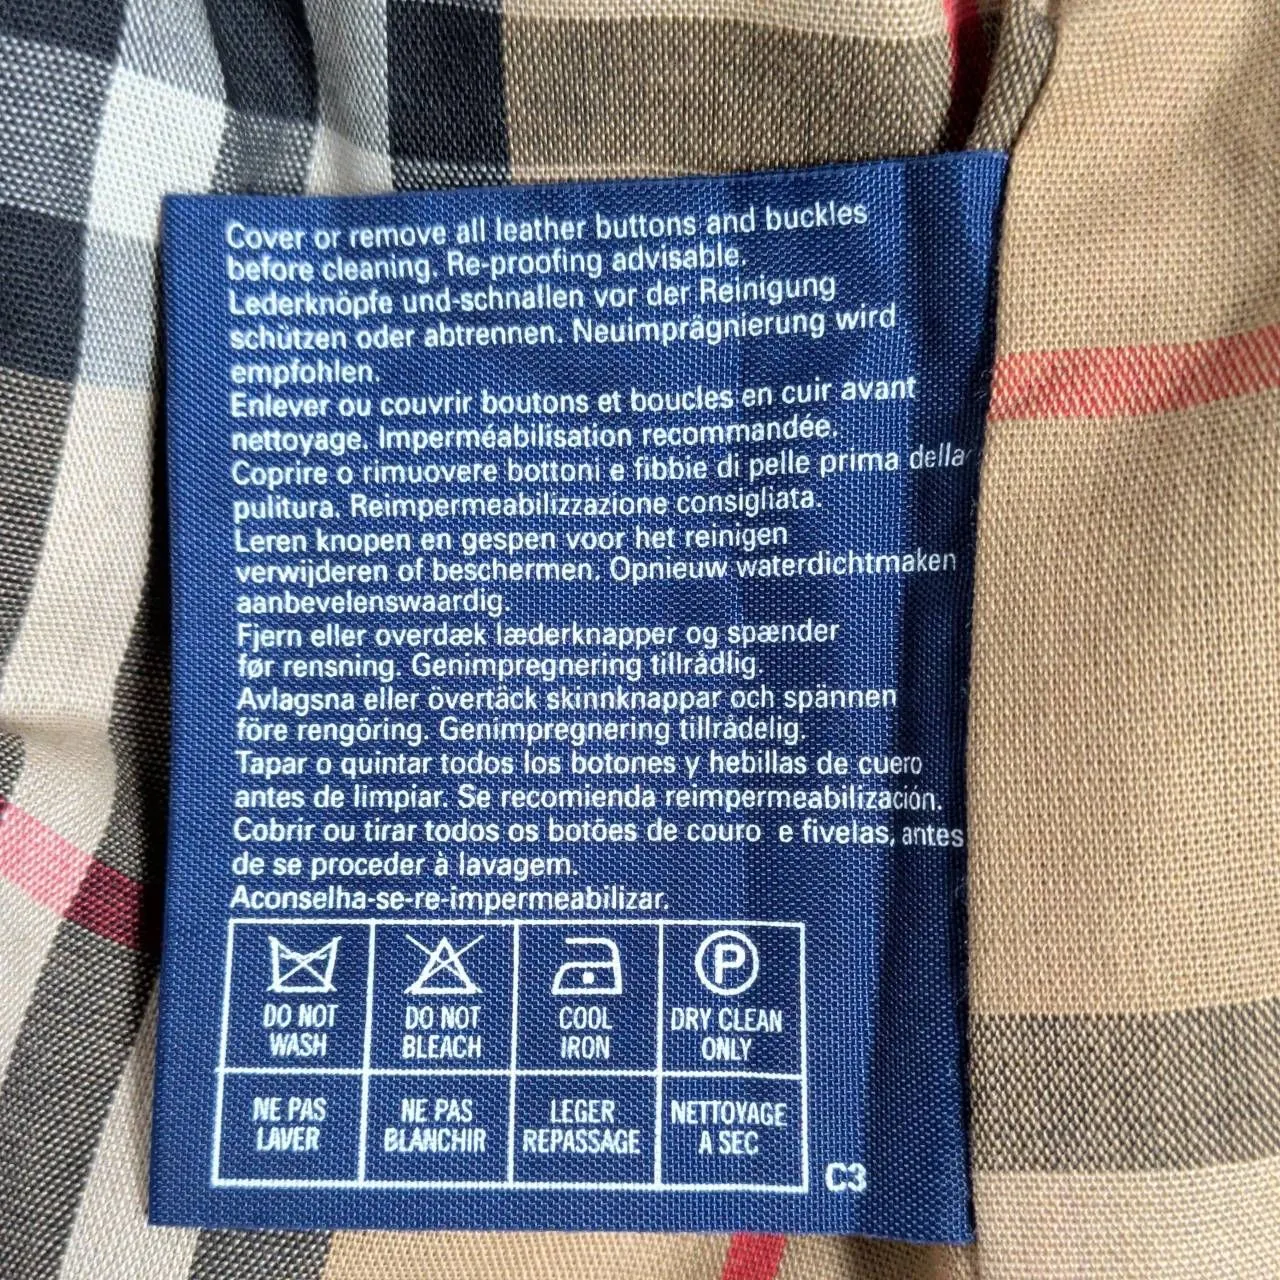 Cover or remove all leather buttons and buckles
before cleaning. Re-proofing advisable.
Lederknöpfe und-schnallen vor der Reinigung
schützen oder abtrennen. Neuimprägnierung wird
empfohlen.
Enlever ou couvrir boutons et boucles en cuir avant
nettoyage. Imperméabilisation recommandée.
Coprire o rimuovere bottoni e fibbie di pelle prima della
pulitura. Reimpermeabilizzazione consigliata.
Leren knopen en gespen voor het reinigen
verwijderen of beschermen. Opnieuw waterdichtmaken
aanbevelenswaardig.
Fjern eller overdæk læderknapper og spænder
før rensning. Genimpregnering tillrådlig.
Avlagsna eller övertäck skinnknappar och spännen
före rengöring. Genimpregnering tillrådelig.
Tapar o quintar todos los botones y hebillas de cuero
antes de limpiar. Se recomienda reimpermeabilización.
Cobrir ou tirar todos os botões de couro e fivelas, antes
de se proceder à lavagem.
Aconselha-se-re-impermeabilizar.
P
DO NOT DO NOT COOL DRY CLEAN
WASH BLEACH IRON ONLY
NE PAS NE PAS LEGER NETTOYAGE
LAVER BLANCHIR REPASSAGE A SEC
C3